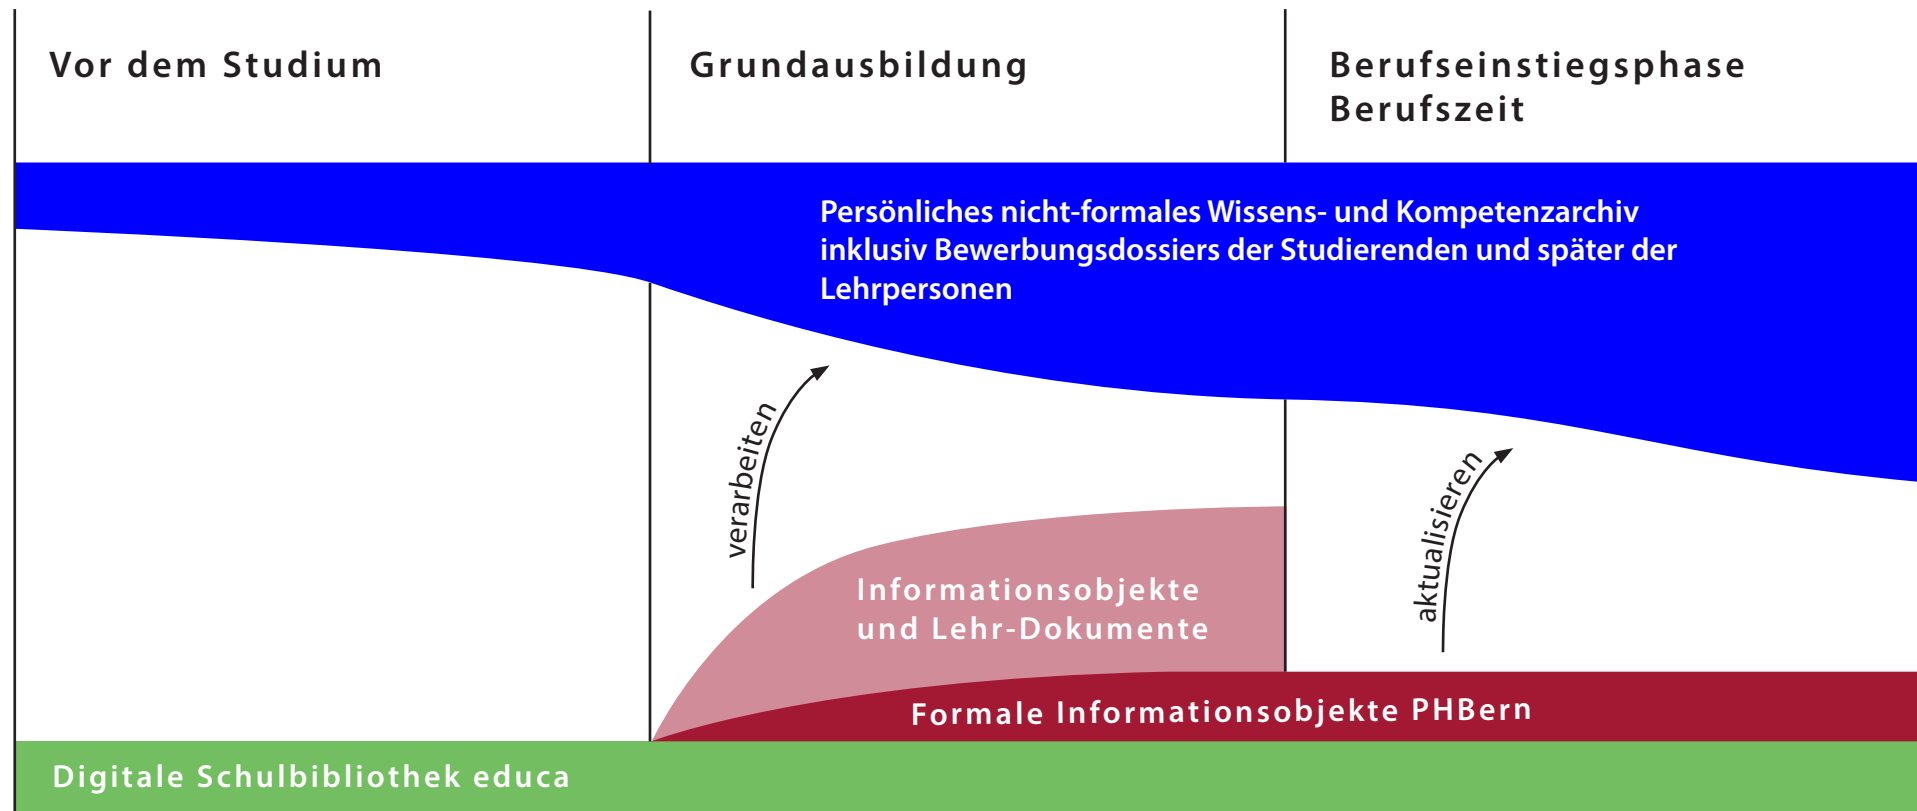 Vor dem Studium
Grundausbildung
Berufseinstiegsphase
Berufszeit
Persönliches nicht-formales Wissens- und Kompetenzarchiv
inklusiv Bewerbungsdossiers der Studierenden und später der
Lehrpersonen
verarbeiten
aktualisieren
Informationsobjekte
und Lehr-Dokumente
Formale Informationsobjekte PHBern
Digitale Schulbibliothek educa